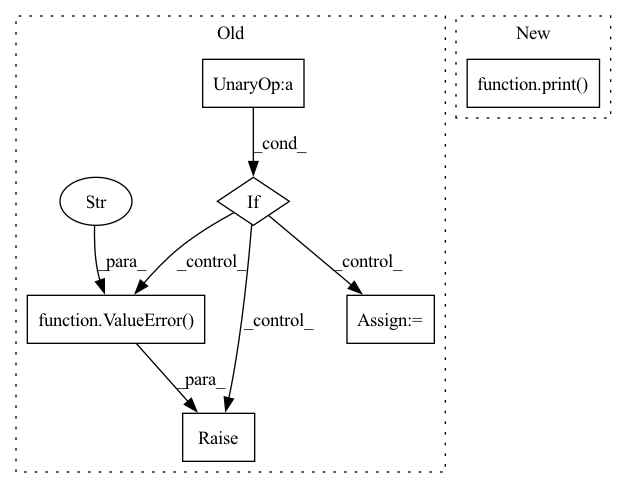 Old
New
UnaryOp:a
function.print()
_cond_
Str
If
_para_
_control_
_control_
function.ValueError()
_control_
Assign:=
_para_
Raise